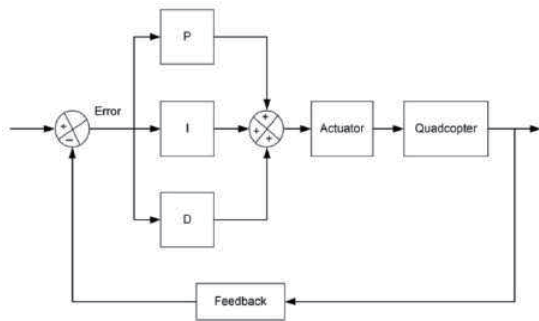 P
Error
+
−
I
+
+
+
Actuator
Quadcopter
D
Feedback